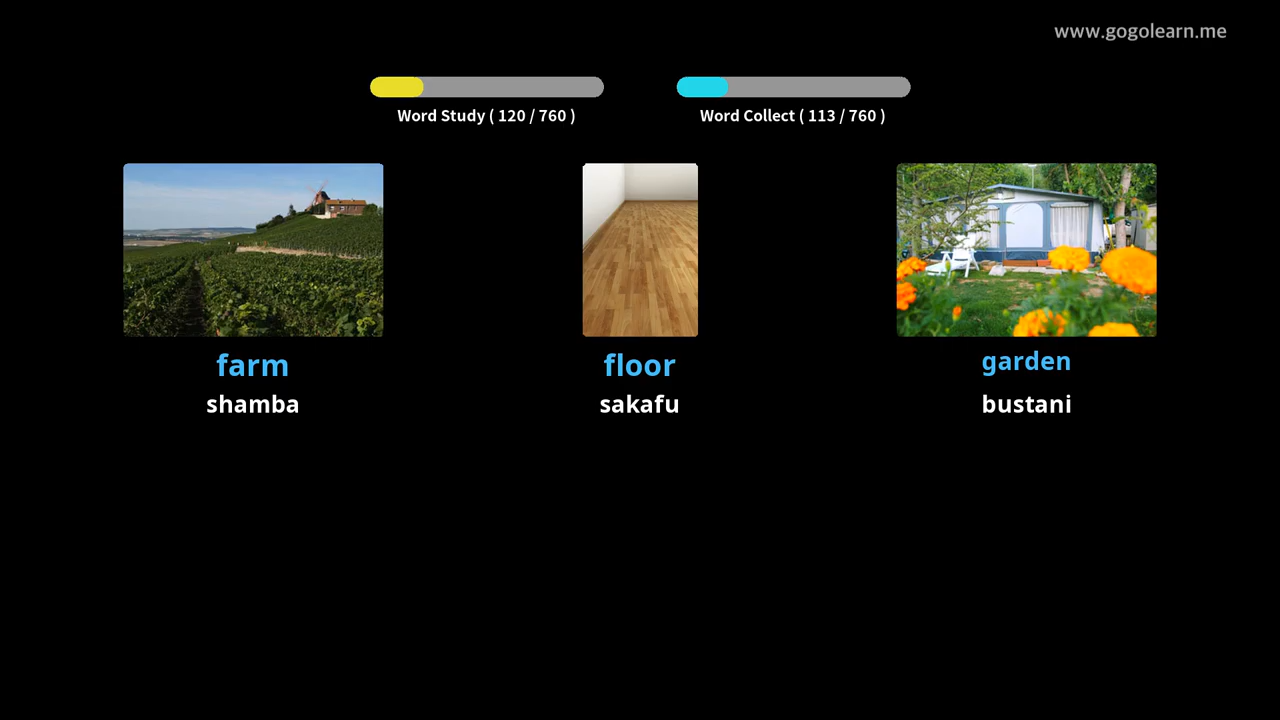 www.gogolearn.me
Word Study ( 120 / 760 )
Word Collect ( 113 / 760 )
farm
shamba
floor
sakafu
garden
bustani